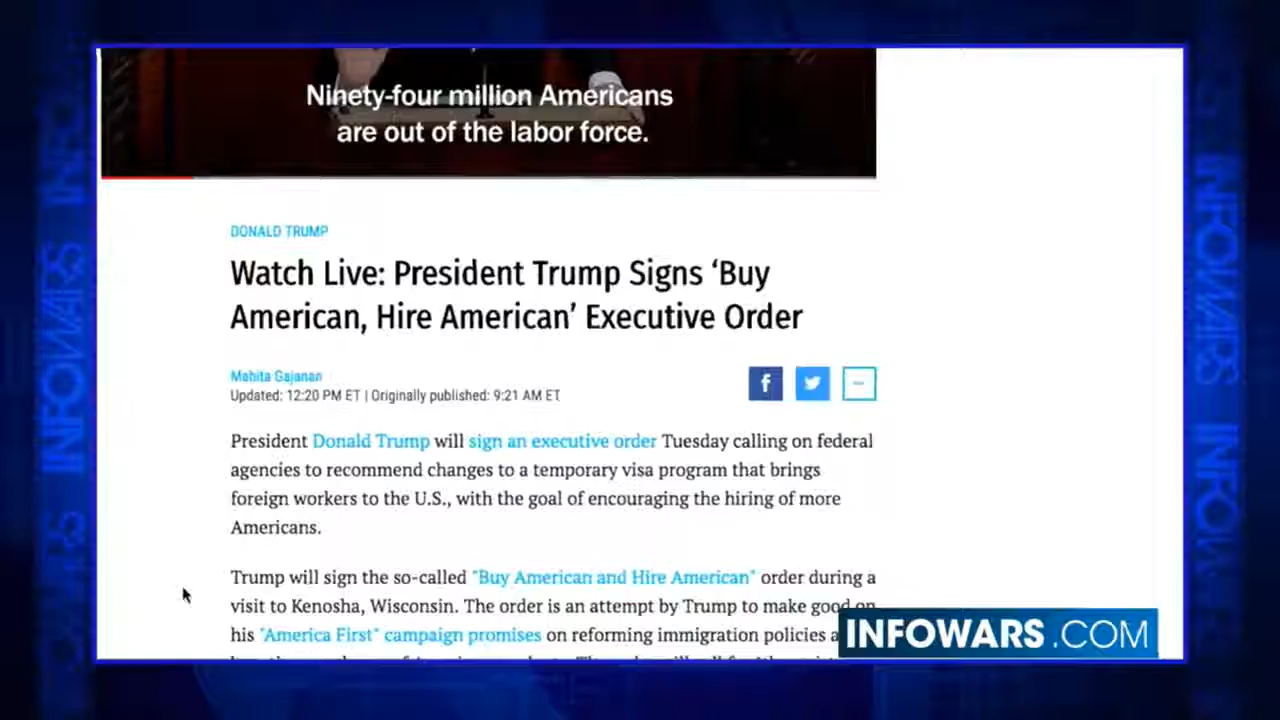 Ninety-four million Americans
are out of the labor force.
DONALD TRUMP
Watch Live: President Trump Signs ‘Buy
American, Hire American’ Executive Order
Mahita Gajanan
Updated: 12:20 PM ET | Originally published: 9:21 AM ET
President Donald Trump will sign an executive order Tuesday calling on federal
agencies to recommend changes to a temporary visa program that brings
foreign workers to the U.S., with the goal of encouraging the hiring of more
Americans.
Trump will sign the so-called "Buy American and Hire American" order during a
visit to Kenosha, Wisconsin. The order is an attempt by Trump to make good on
his "America First" campaign promises on reforming immigration policies
INFOWARS.COM
INFOWARS
INFOWARS